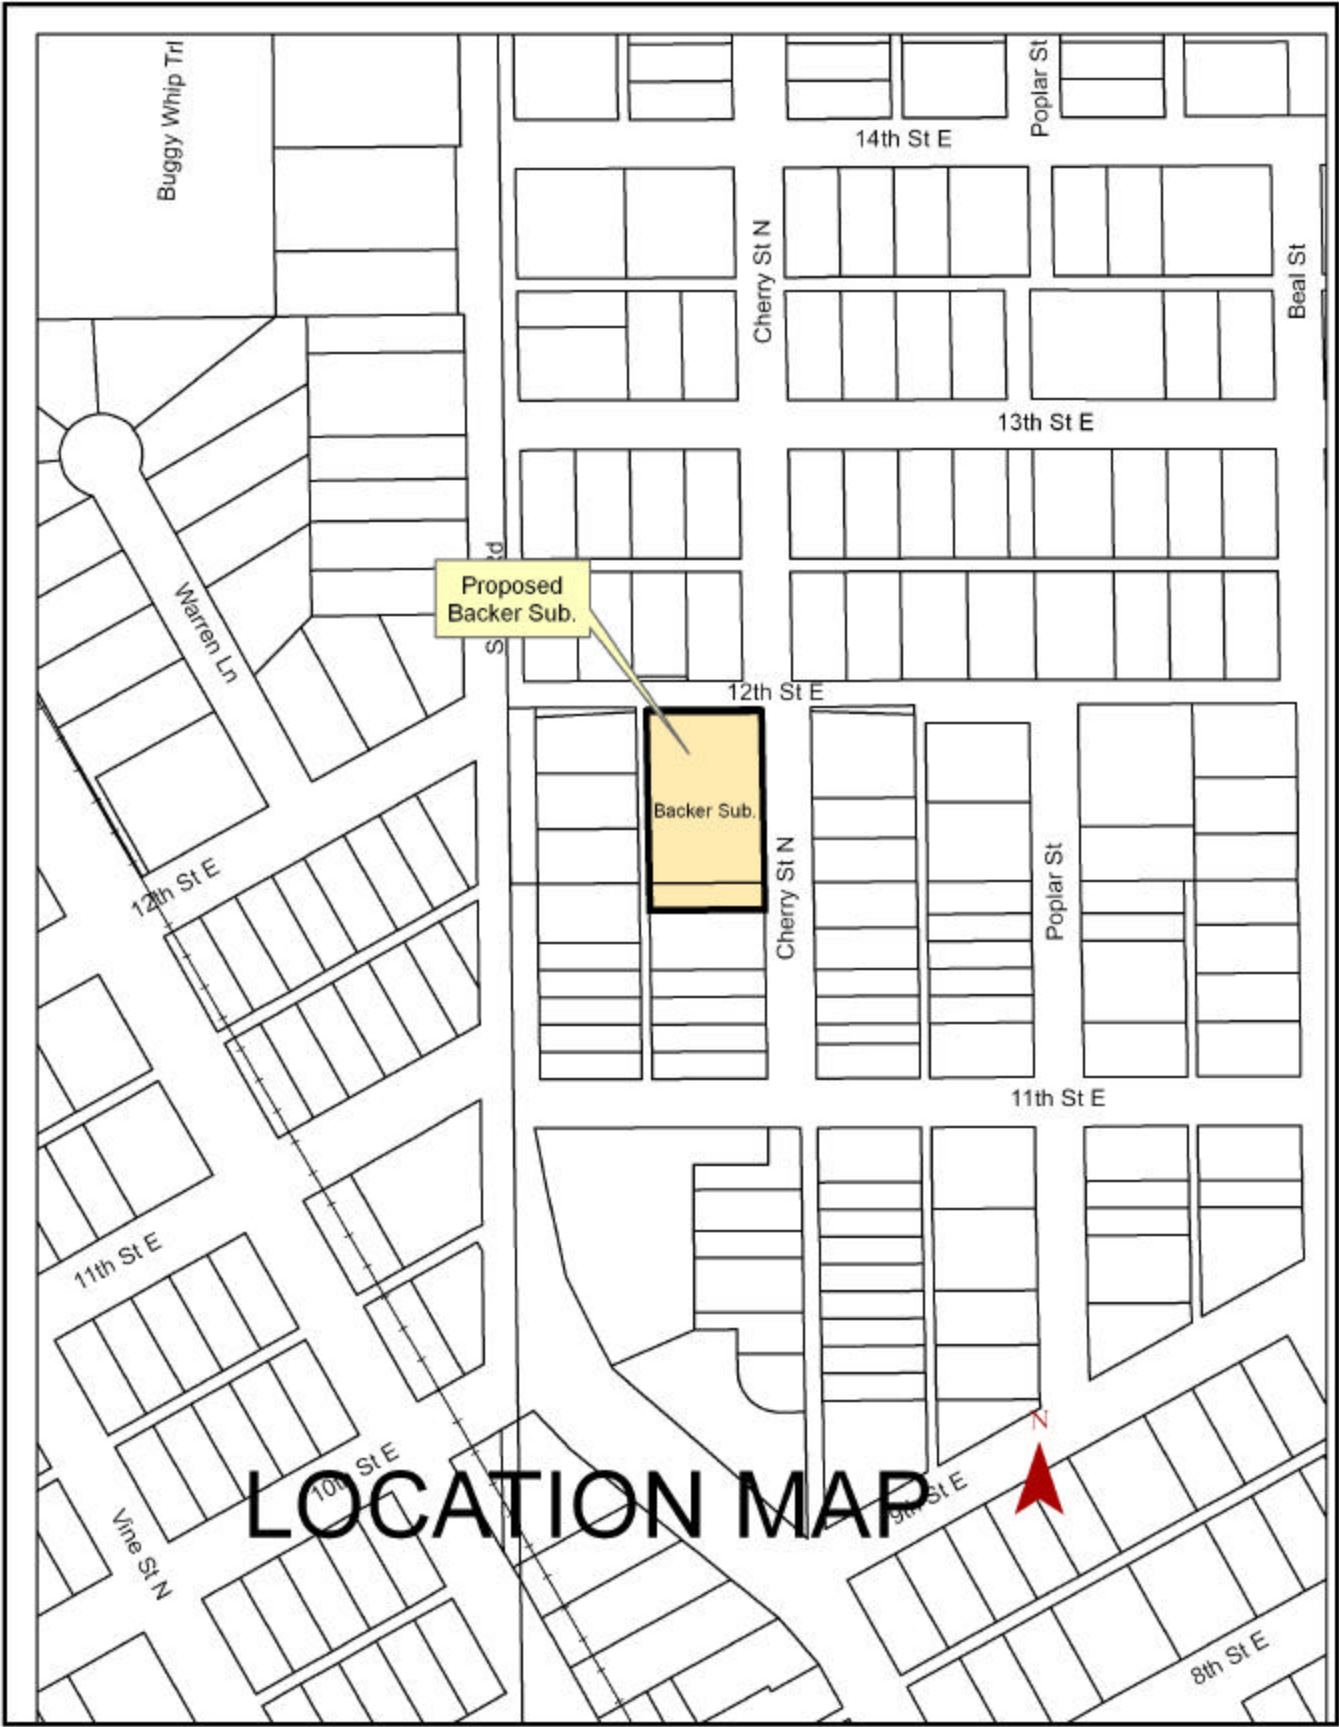 Buggy Whip Trl
Poplar St
14th St E
Cherry St N
Beal St
13th St E
Proposed
Backer Sub.
Warren Ln
12th St E
Backer Sub.
Cherry St N
Poplar St
12th St E
11th St E
11th St E
N
10th St E
LOCATION MAP
9th St E
Vine St N
8th St E